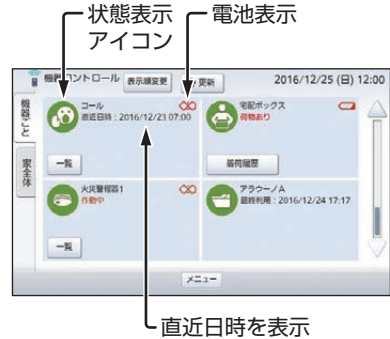 状態表示
アイコン
電池表示
機器コントロール 表示順変更 更新 2016/12/25 (日) 12:00
機器ごと
家全体
コール
直近日時：2016/12/23 07:00
一覧
宅配ボックス
荷物あり
着荷履歴
火災警報器1
作動中
一覧
アラウーノA
最終利用：2016/12/24 17:17
メニュー
直近日時を表示